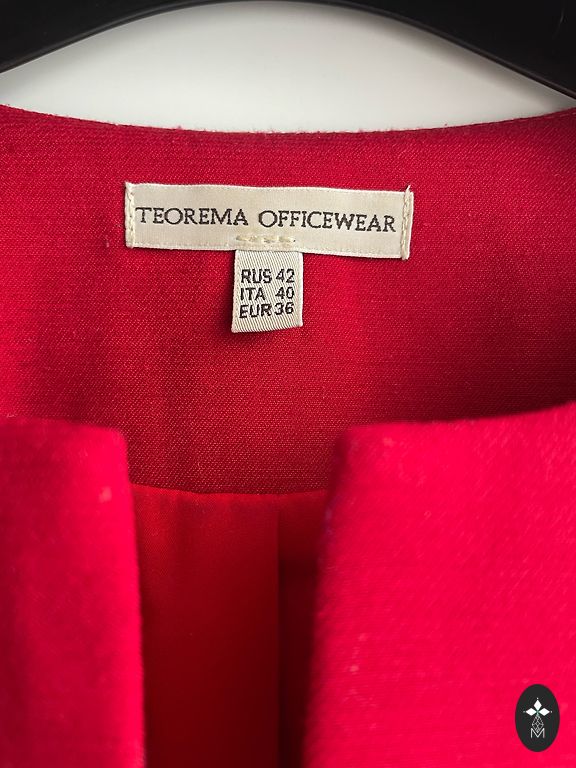 TEOREMA OFFICEWEAR
RUS 42
ITA 40
EUR 36